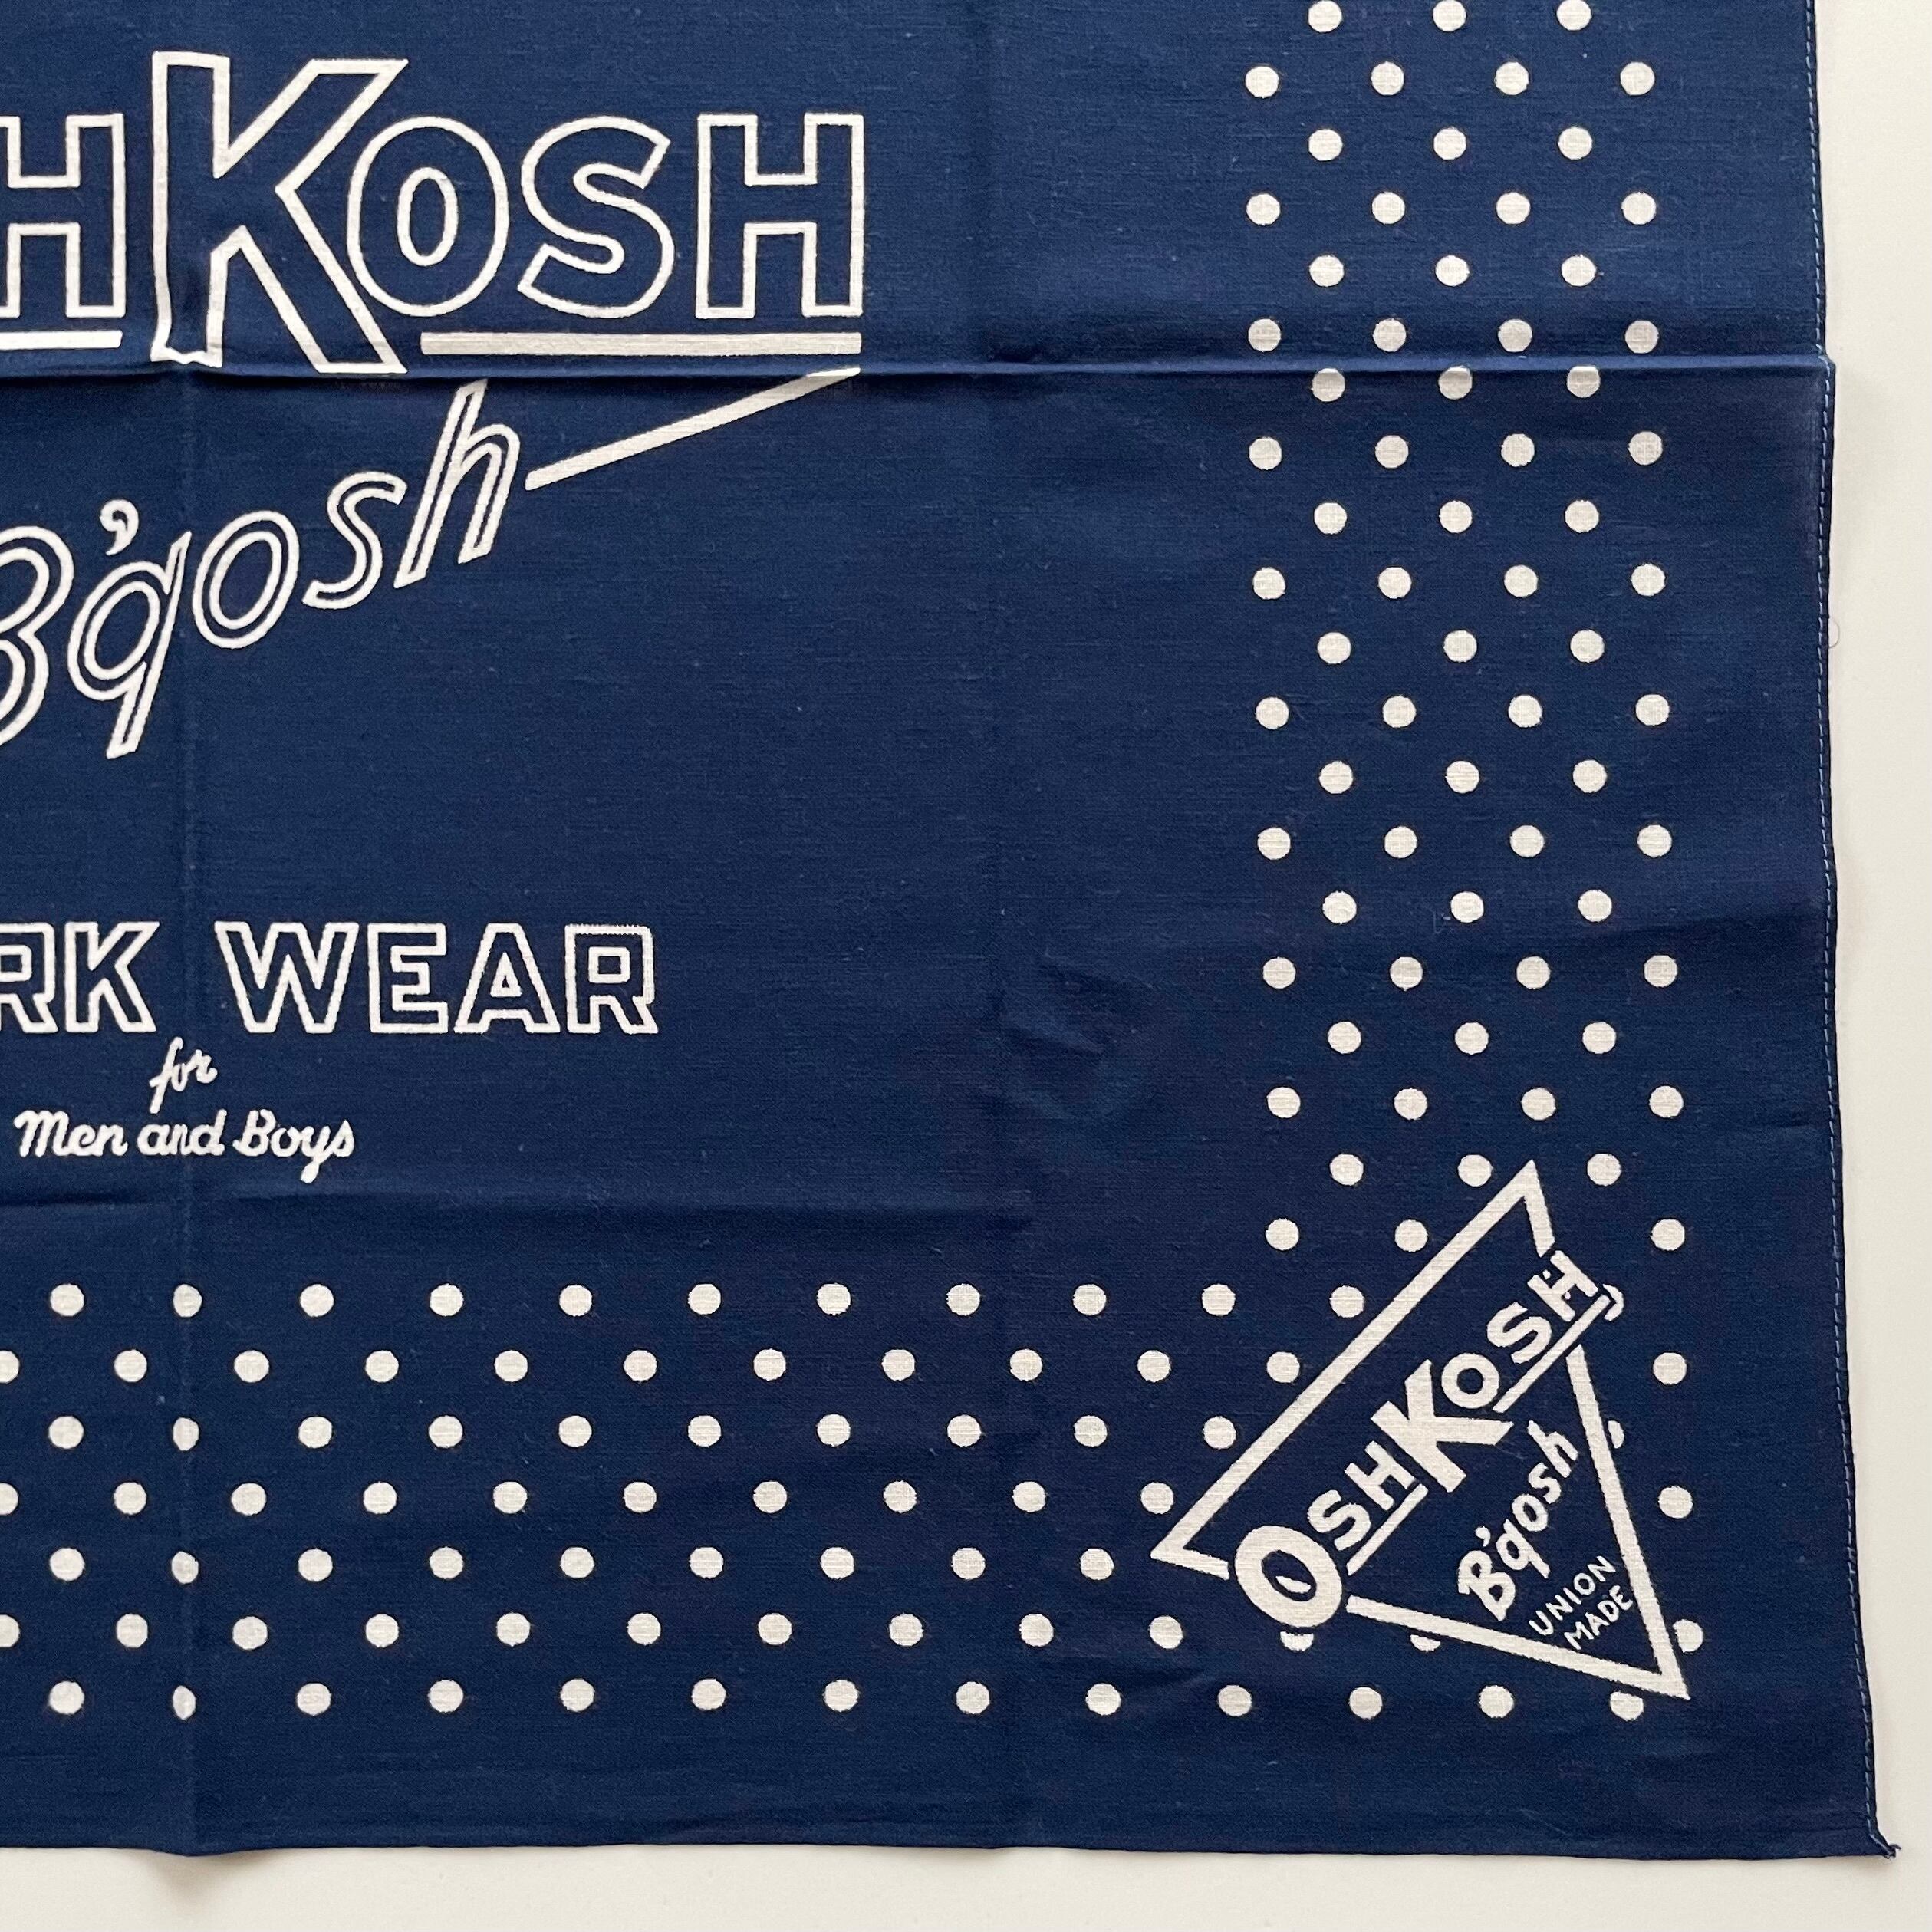 HKOSH
B'gosh
RK WEAR
for
Men and Boys
OSHKOSH
B'gosh
UNION
MADE